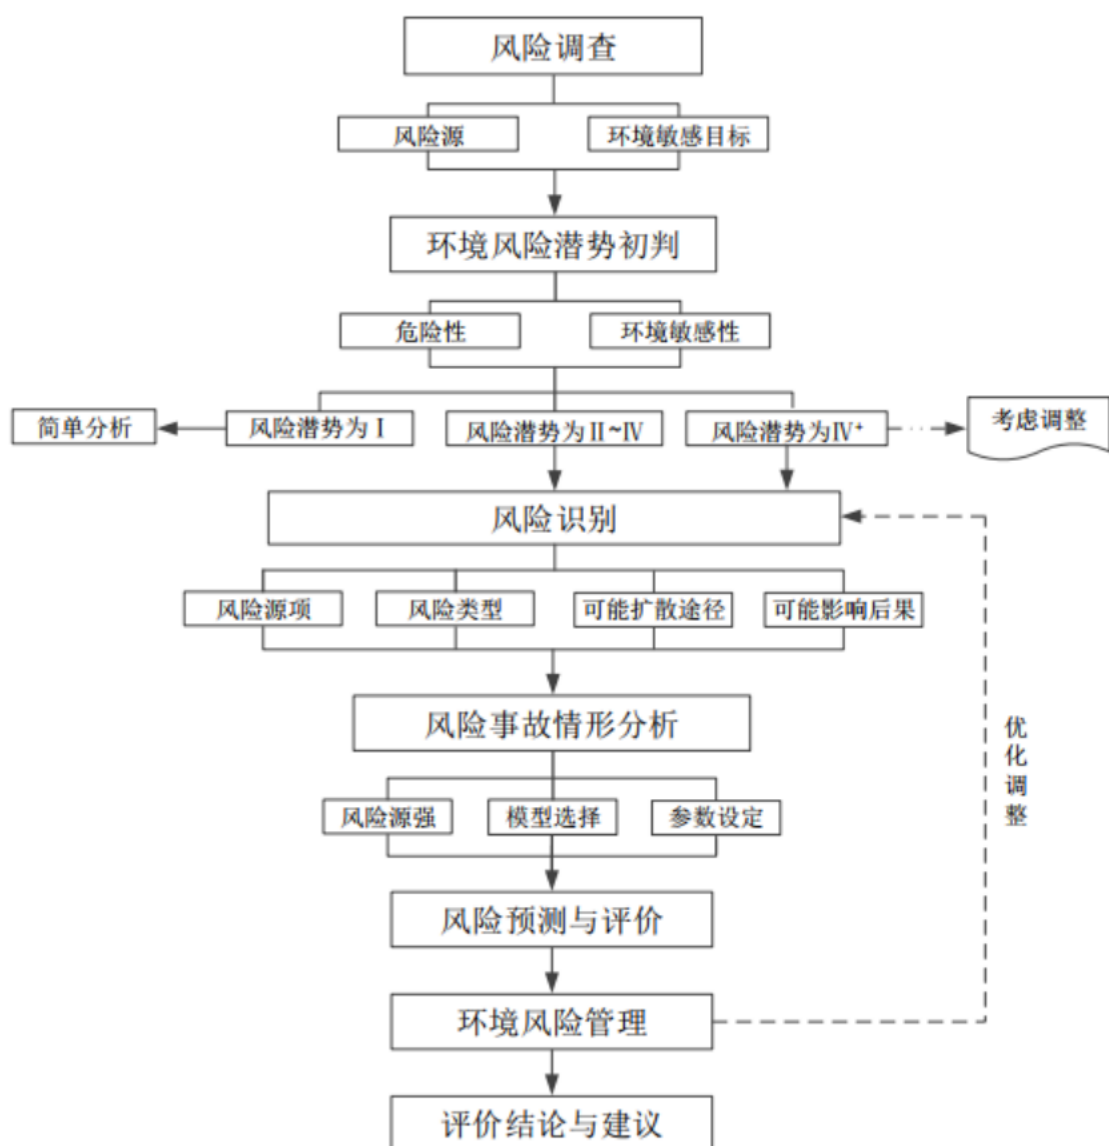 风险调查
风险源
环境敏感目标
环境风险潜势初判
危险性
环境敏感性
简单分析
风险潜势为Ⅰ
风险潜势为Ⅱ~Ⅳ
风险潜势为Ⅳ⁺
考虑调整
风险识别
风险源项
风险类型
可能扩散途径
可能影响后果
风险事故情形分析
优化调整
风险源强
模型选择
参数设定
风险预测与评价
环境风险管理
评价结论与建议